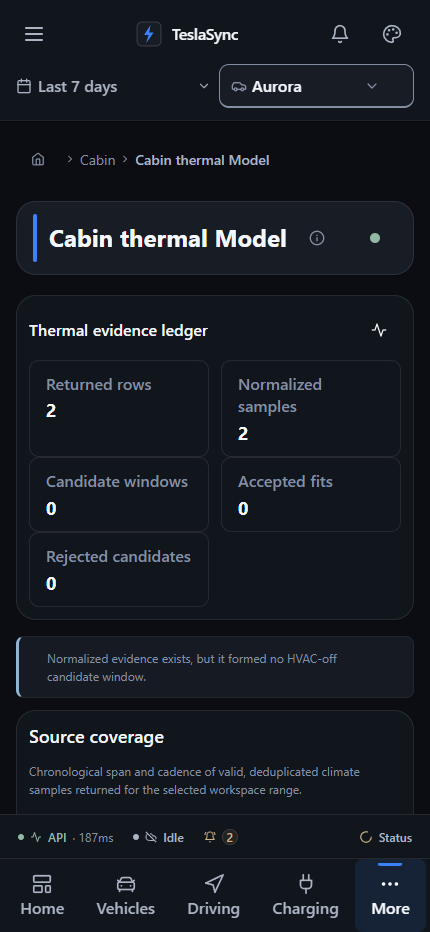 TeslaSync
Last 7 days
Aurora
Cabin
Cabin thermal Model
Cabin thermal Model
Thermal evidence ledger
Returned rows
2
Normalized
samples
2
Candidate windows
0
Accepted fits
0
Rejected candidates
0
Normalized evidence exists, but it formed no HVAC-off
candidate window.
Source coverage
Chronological span and cadence of valid, deduplicated climate
samples returned for the selected workspace range.
API · 187ms
Idle
2
Status
Home
Vehicles
Driving
Charging
More